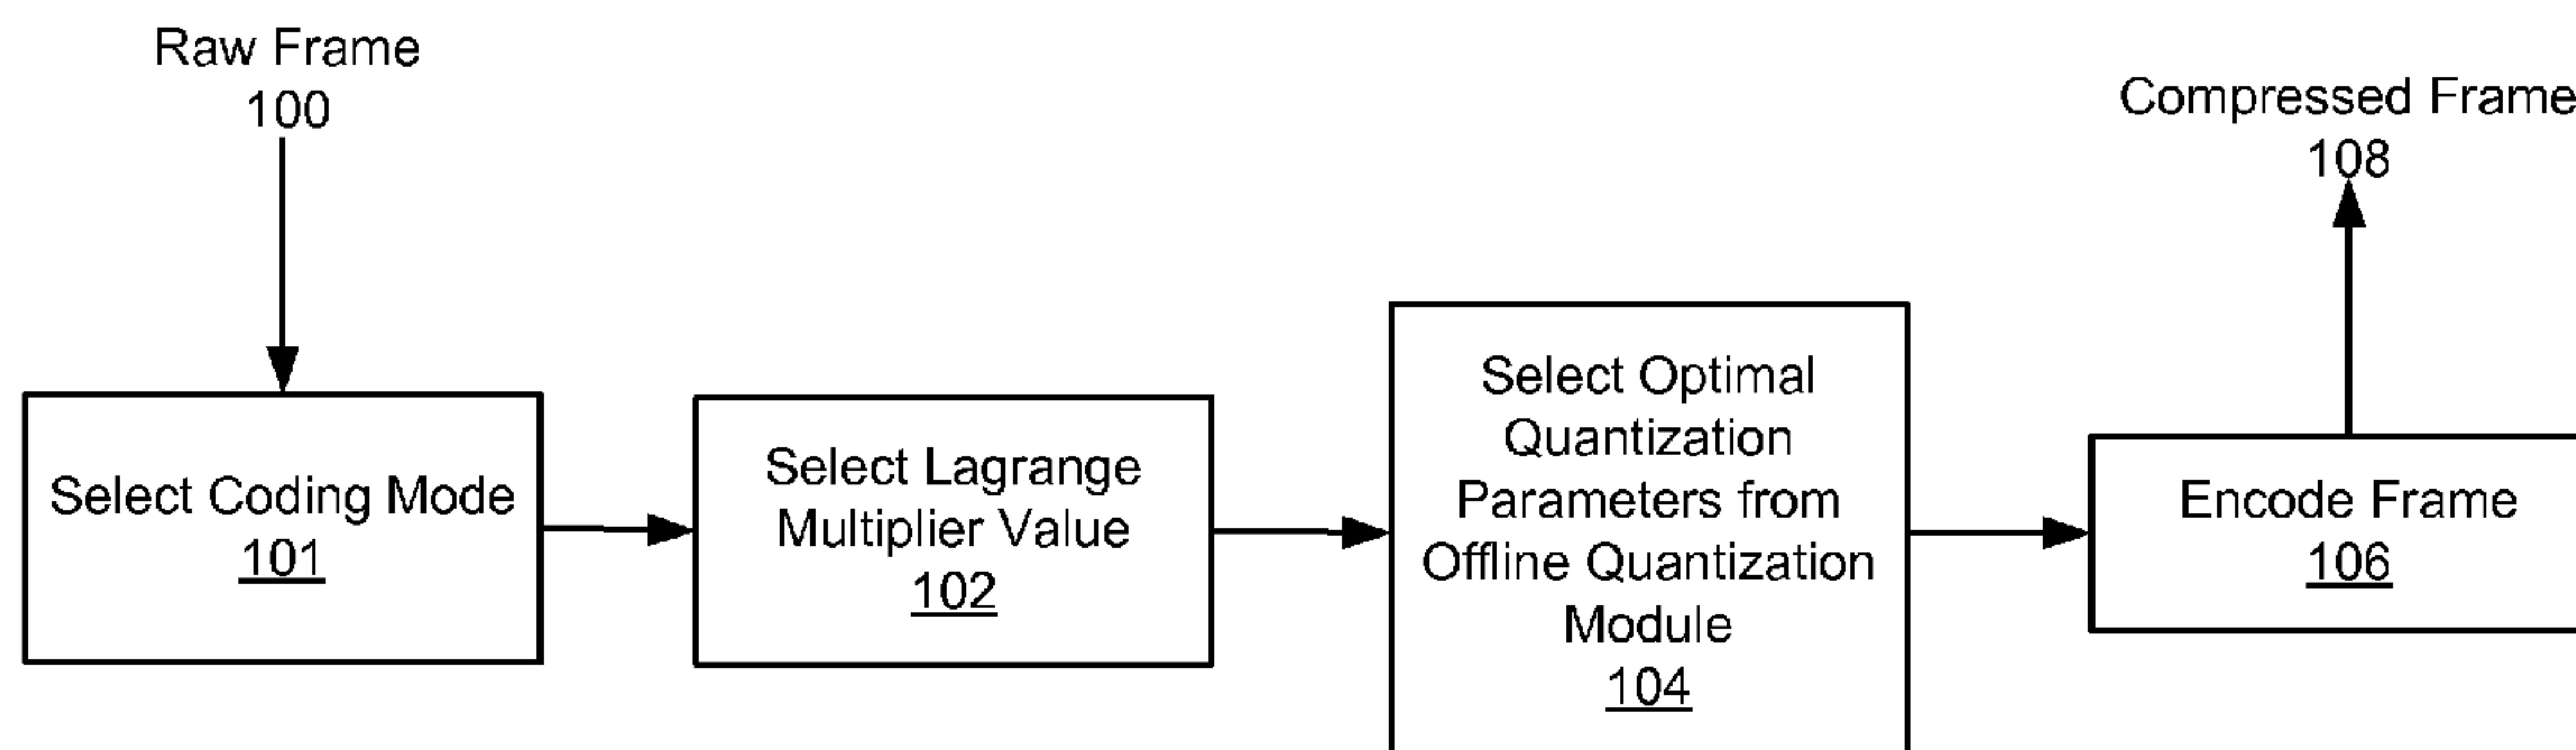 Raw Frame
100
Compressed Frame
108
Select Coding Mode
101
Select Lagrange
Multiplier Value
102
Select Optimal
Quantization
Parameters from
Offline Quantization
Module
104
Encode Frame
106